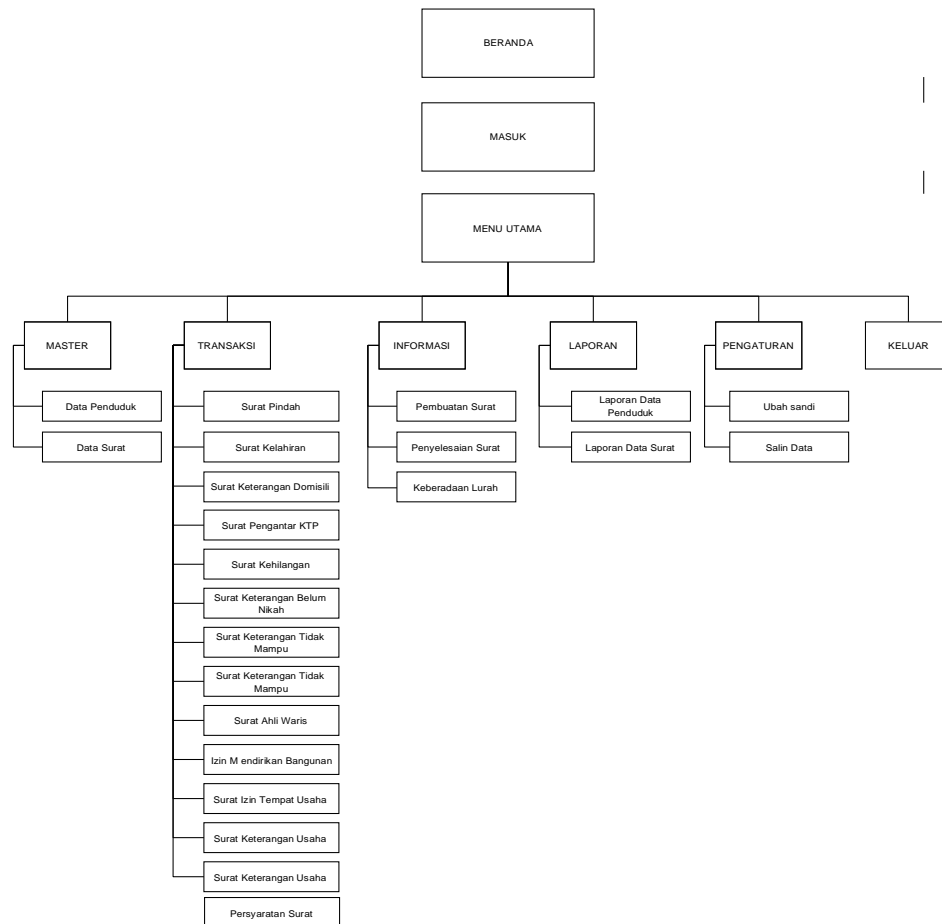 BERANDA
MASUK
MENU UTAMA
MASTER
TRANSAKSI
INFORMASI
LAPORAN
PENGATURAN
KELUAR
Data Penduduk
Data Surat
Surat Pindah
Surat Kelahiran
Surat Keterangan Domisili
Surat Pengantar KTP
Surat Kehilangan
Surat Keterangan Belum
Nikah
Surat Keterangan Tidak
Mampu
Surat Keterangan Tidak
Mampu
Surat Ahli Waris
Izin M endirikan Bangunan
Surat Izin Tempat Usaha
Surat Keterangan Usaha
Surat Keterangan Usaha
Persyaratan Surat
Pembuatan Surat
Penyelesaian Surat
Keberadaan Lurah
Laporan Data
Penduduk
Laporan Data Surat
Ubah sandi
Salin Data